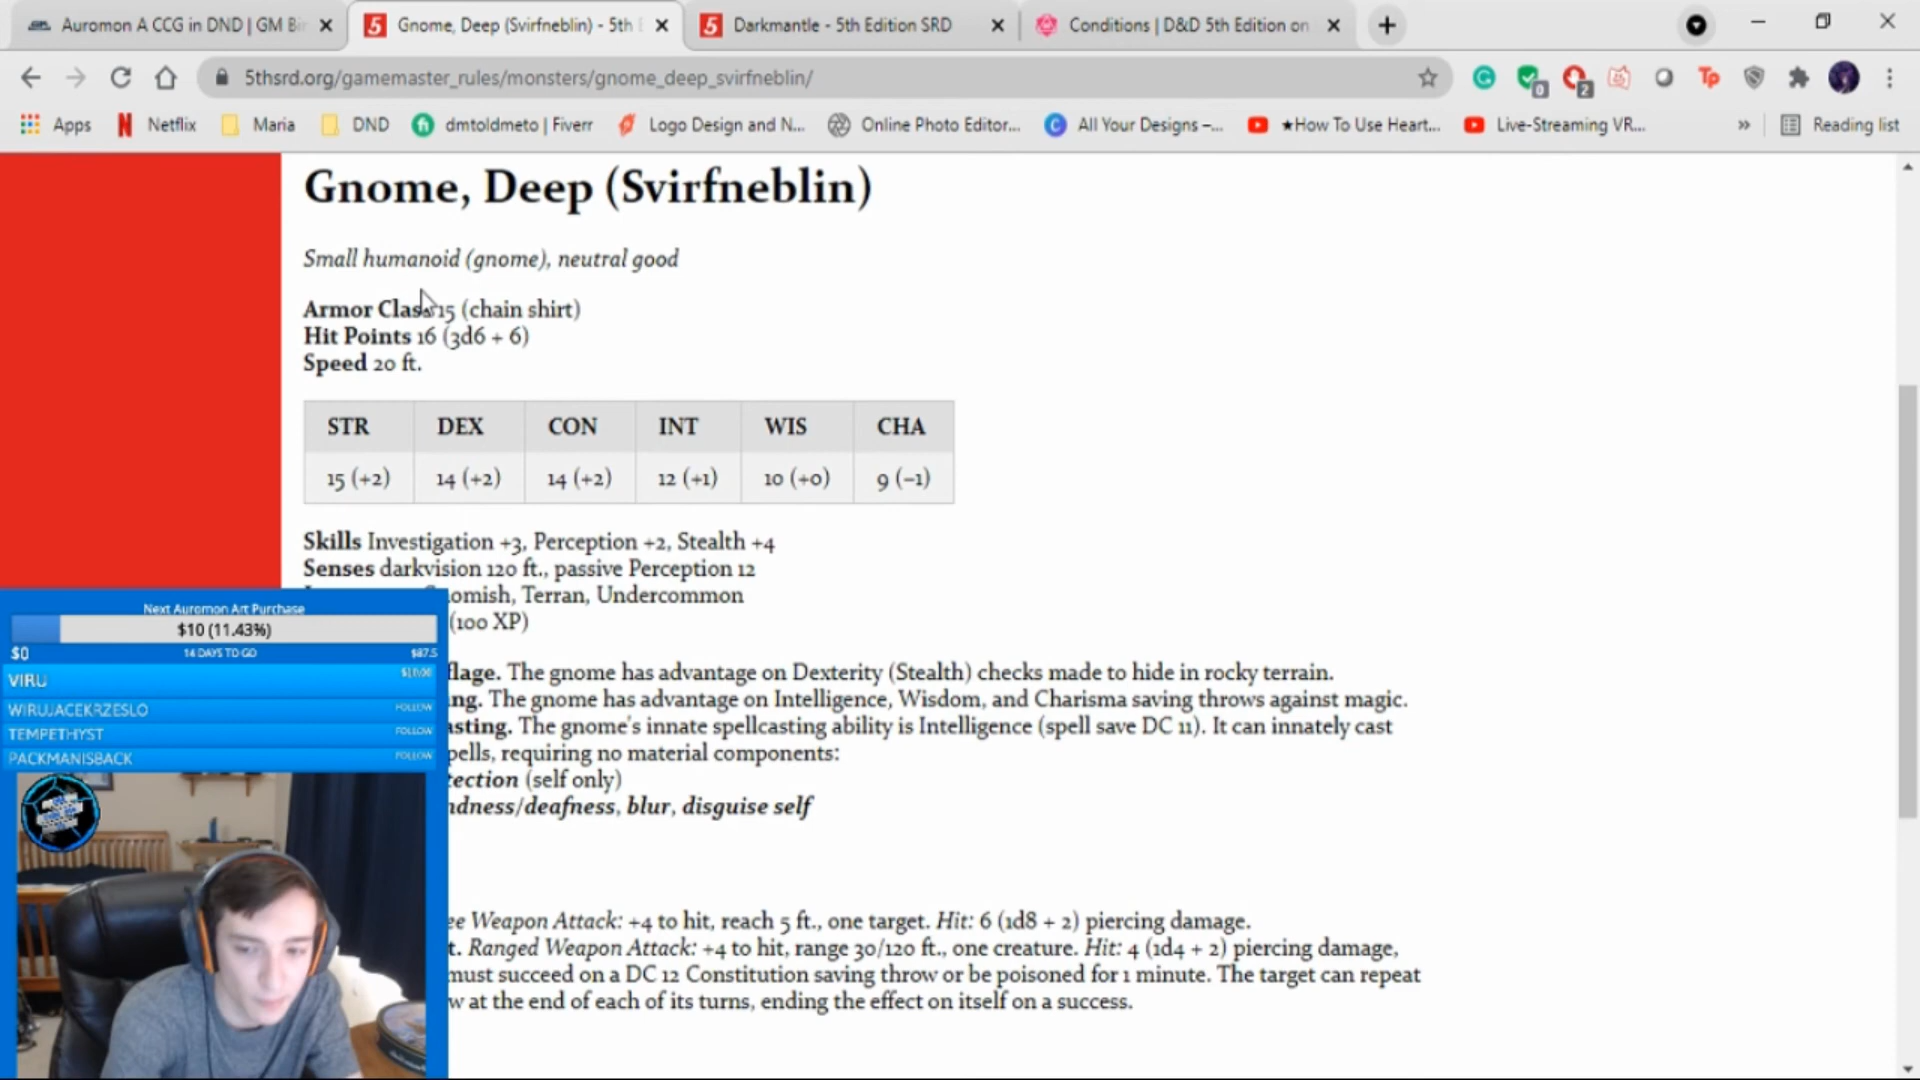 Auromon A CCG in DND | GM Bin
Gnome, Deep (Svirfneblin) - 5th E
Darkmantle - 5th Edition SRD
Conditions | D&D 5th Edition on
5thsrd.org/gamemaster_rules/monsters/gnome_deep_svirfneblin/
0
2
Tp
Apps
Netflix
Maria
DND
dmtoldmeto | Fiverr
Logo Design and N...
Online Photo Editor...
All Your Designs –...
★How To Use Heart...
Live-Streaming VR...
»
Reading list
Gnome, Deep (Svirfneblin)
Small humanoid (gnome), neutral good
Armor Class 15 (chain shirt)
Hit Points 16 (3d6 + 6)
Speed 20 ft.
STR DEX CON INT WIS CHA
15 (+2) 14 (+2) 14 (+2) 12 (+1) 10 (+0) 9 (−1)
Skills Investigation +3, Perception +2, Stealth +4
Senses darkvision 120 ft., passive Perception 12
omish, Terran, Undercommon
(100 XP)
flage. The gnome has advantage on Dexterity (Stealth) checks made to hide in rocky terrain.
ng. The gnome has advantage on Intelligence, Wisdom, and Charisma saving throws against magic.
asting. The gnome's innate spellcasting ability is Intelligence (spell save DC 11). It can innately cast
pells, requiring no material components:
tection (self only)
ndness/deafness, blur, disguise self
ee Weapon Attack: +4 to hit, reach 5 ft., one target. Hit: 6 (1d8 + 2) piercing damage.
t. Ranged Weapon Attack: +4 to hit, range 30/120 ft., one creature. Hit: 4 (1d4 + 2) piercing damage,
must succeed on a DC 12 Constitution saving throw or be poisoned for 1 minute. The target can repeat
w at the end of each of its turns, ending the effect on itself on a success.
Next Auromon Art Purchase
$10 (11.43%)
$0 14 DAYS TO GO $87.5
VIRU $10.00
WIRUJACEKRZESLO FOLLOW
TEMPETHYST FOLLOW
PACKMANISBACK FOLLOW